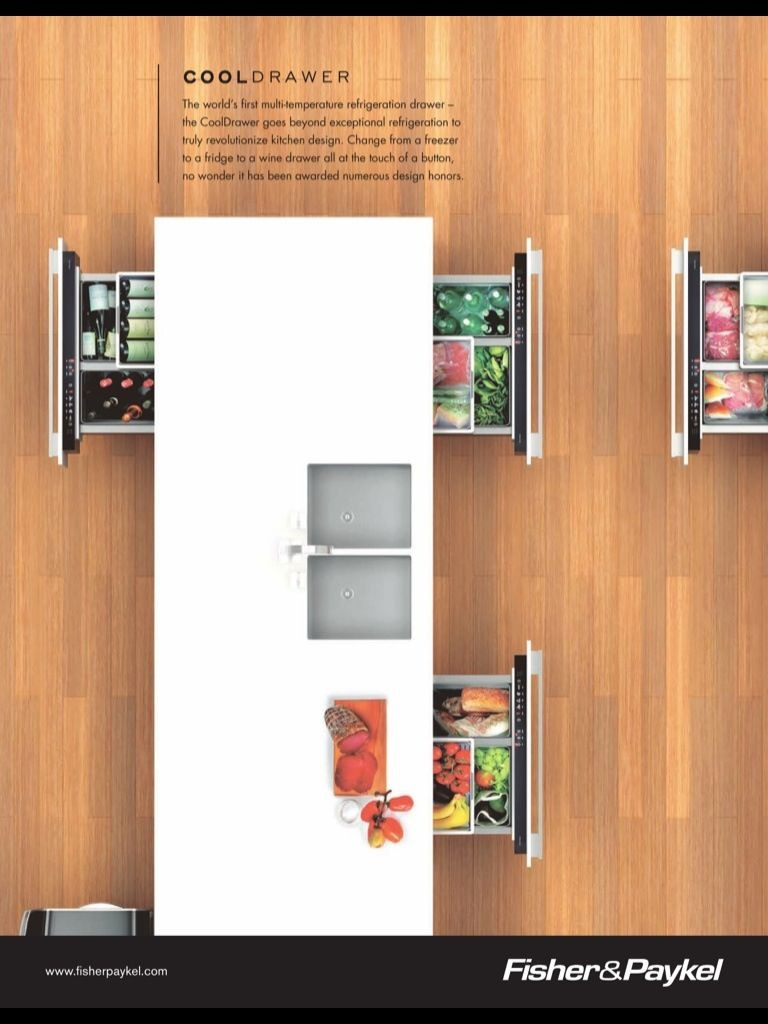 COOLDRAWER
The world's first multi-temperature refrigeration drawer –
the CoolDrawer goes beyond exceptional refrigeration to
truly revolutionize kitchen design. Change from a freezer
to a fridge to a wine drawer all at the touch of a button,
no wonder it has been awarded numerous design honors.
www.fisherpaykel.com
Fisher&Paykel